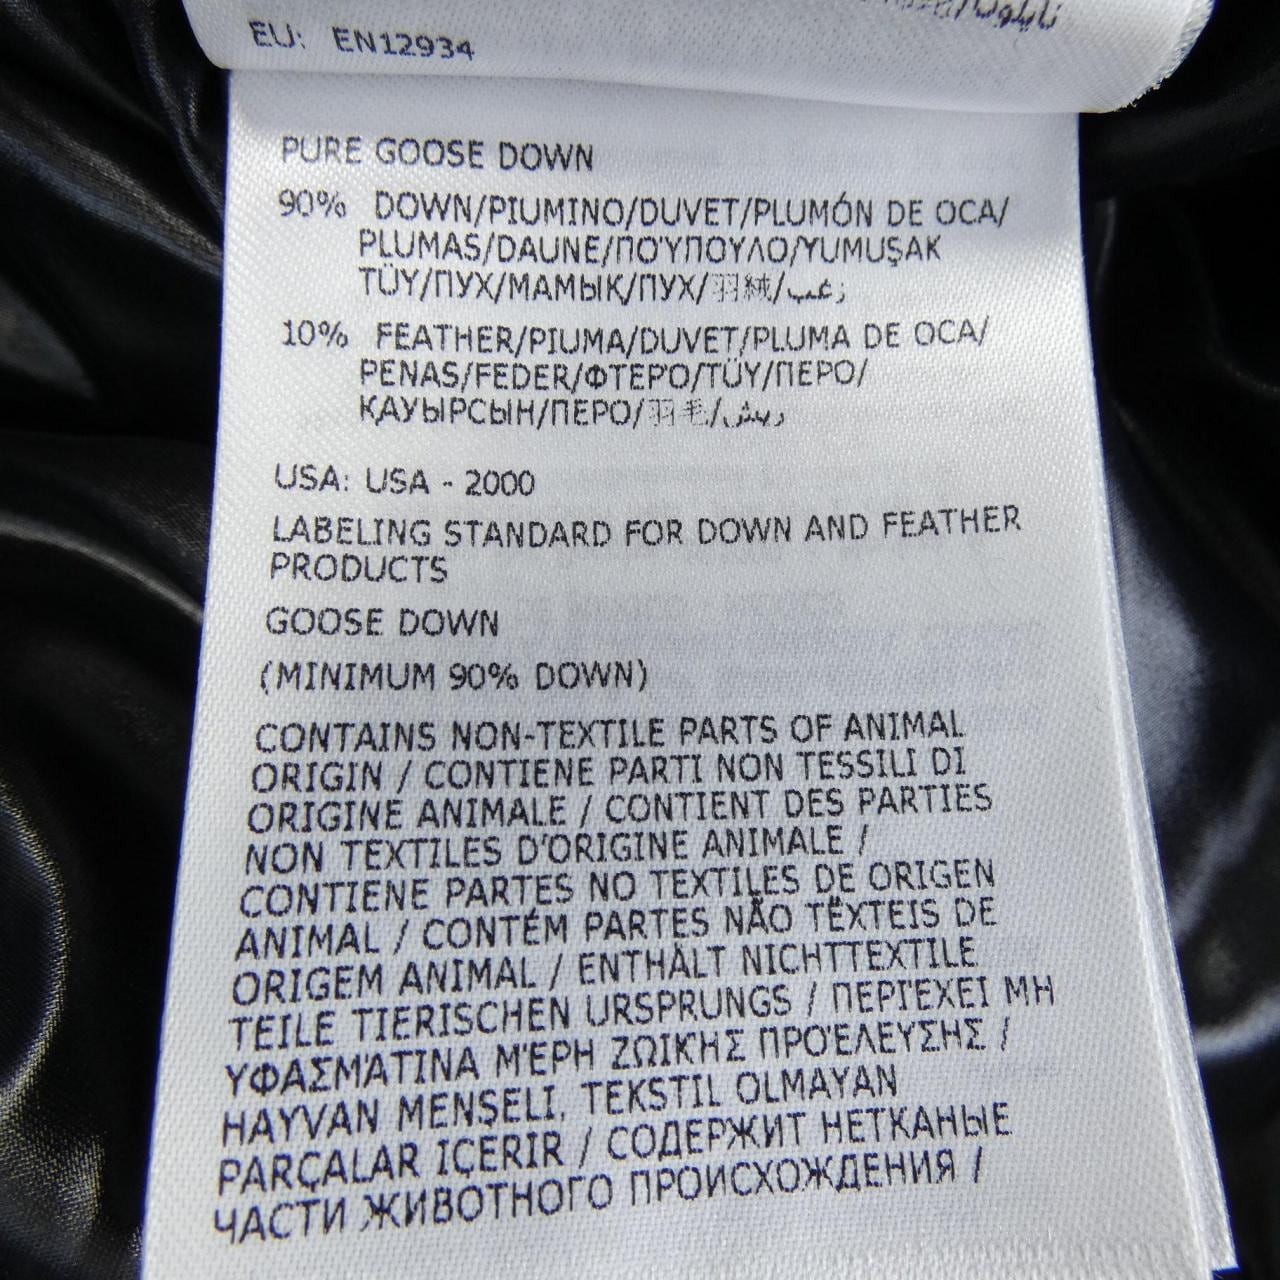 EU: EN12934
PURE GOOSE DOWN
90% DOWN/PIUMINO/DUVET/PLUMÓN DE OCA/
PLUMAS/DAUNE/ΠΟΎΠΟΥΛΟ/YUMUŞAK
TÜY/ПУХ/МАМЫК/ПУХ/羽絨/زغب
10% FEATHER/PIUMA/DUVET/PLUMA DE OCA/
PENAS/FEDER/ΦΤΕΡΟ/TÜY/ПЕРО/
ҚАУЫРСЫН/ПЕРО/羽毛/ريش
USA: USA - 2000
LABELING STANDARD FOR DOWN AND FEATHER
PRODUCTS
GOOSE DOWN
(MINIMUM 90% DOWN)
CONTAINS NON-TEXTILE PARTS OF ANIMAL
ORIGIN / CONTIENE PARTI NON TESSILI DI
ORIGINE ANIMALE / CONTIENT DES PARTIES
NON TEXTILES D'ORIGINE ANIMALE /
CONTIENE PARTES NO TEXTILES DE ORIGEN
ANIMAL / CONTÉM PARTES NÃO TËXTEIS DE
ORIGEM ANIMAL / ENTHÄLT NICHTTEXTILE
TEILE TIERISCHEN URSPRUNGS / ΠΕΡΙΈΧΕΙ ΜΗ
ΥΦΑΣΜΆΤΙΝΑ ΜΈΡΗ ΖΩΙΚΉΣ ΠΡΟΈΛΕΥΣΗΣ /
HAYVAN MENŞELI, TEKSTIL OLMAYAN
PARÇALAR IÇERIR / СОДЕРЖИТ НЕТКАНЫЕ
ЧАСТИ ЖИВОТНОГО ПРОИСХОЖДЕНИЯ /